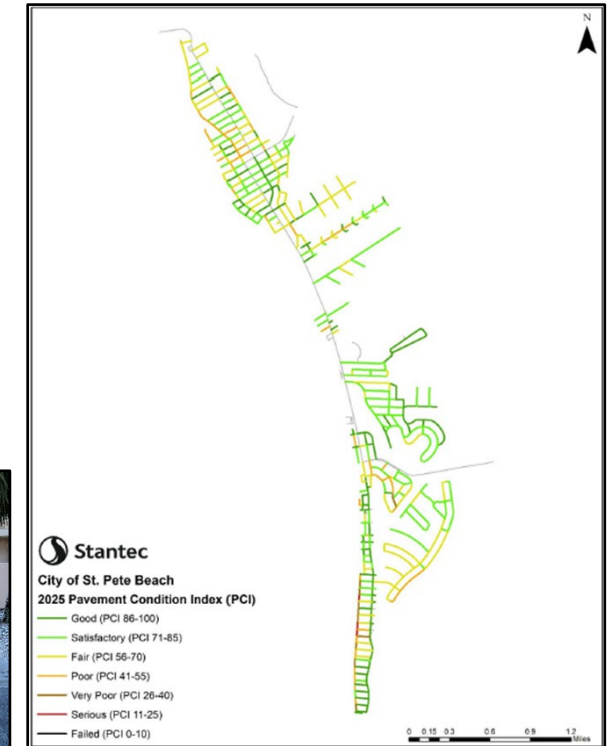 N
Stantec
City of St. Pete Beach
2025 Pavement Condition Index (PCI)
Good (PCI 86-100)
Satisfactory (PCI 71-85)
Fair (PCI 56-70)
Poor (PCI 41-55)
Very Poor (PCI 26-40)
Serious (PCI 11-25)
Failed (PCI 0-10)
0 0.15 0.3 0.6 0.9 1.2
Miles